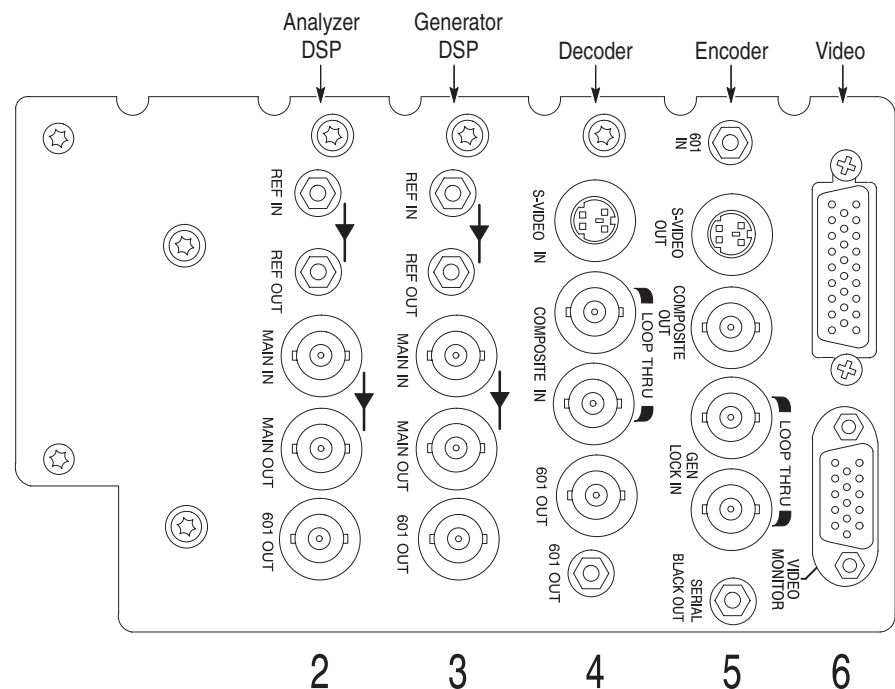 Analyzer
DSP
Generator
DSP
Decoder
Encoder
Video
REF IN
REF OUT
MAIN IN
MAIN OUT
601 OUT
REF IN
REF OUT
MAIN IN
MAIN OUT
601 OUT
S-VIDEO IN
COMPOSITE IN
LOOP THRU
601 OUT
601 OUT
601
IN
S-VIDEO
OUT
COMPOSITE
OUT
GEN
LOCK IN
LOOP THRU
SERIAL
BLACK OUT
VIDEO
MONITOR
2
3
4
5
6